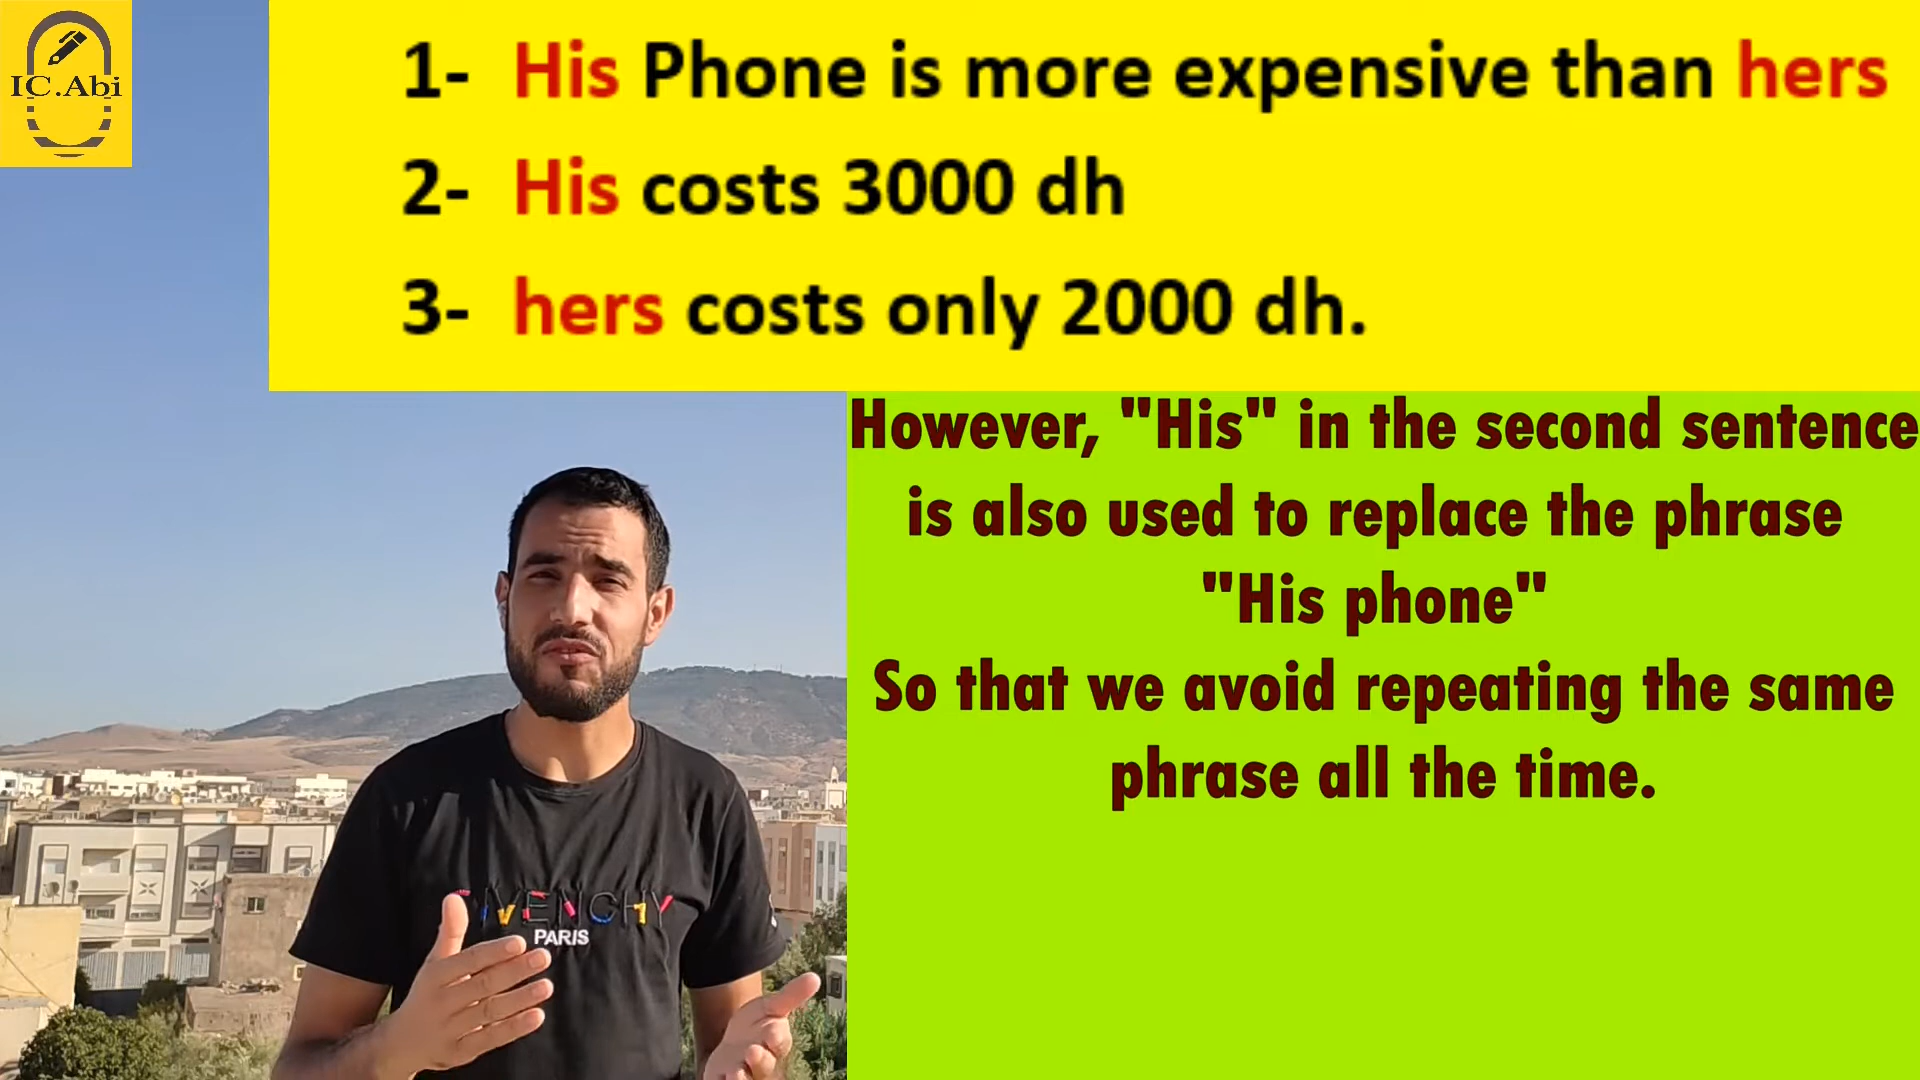 IC.Abi
1- His Phone is more expensive than hers
2- His costs 3000 dh
3- hers costs only 2000 dh.
However, "His" in the second sentence
is also used to replace the phrase
"His phone"
So that we avoid repeating the same
phrase all the time.
GIVENCHY
PARIS